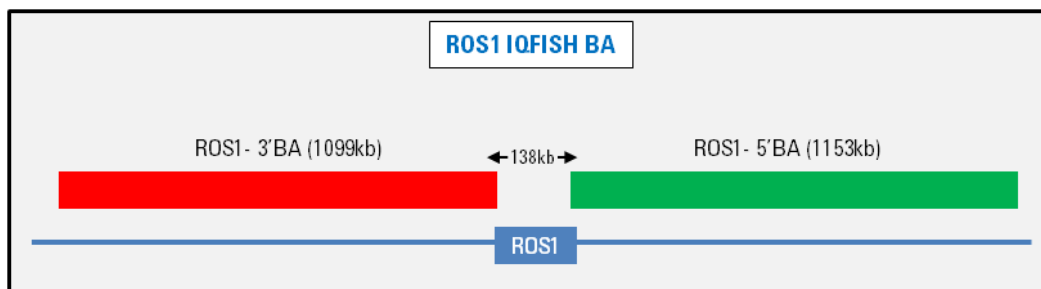 ROS1 IQFISH BA
ROS1- 3'BA (1099kb)
138kb
ROS1- 5'BA (1153kb)
ROS1